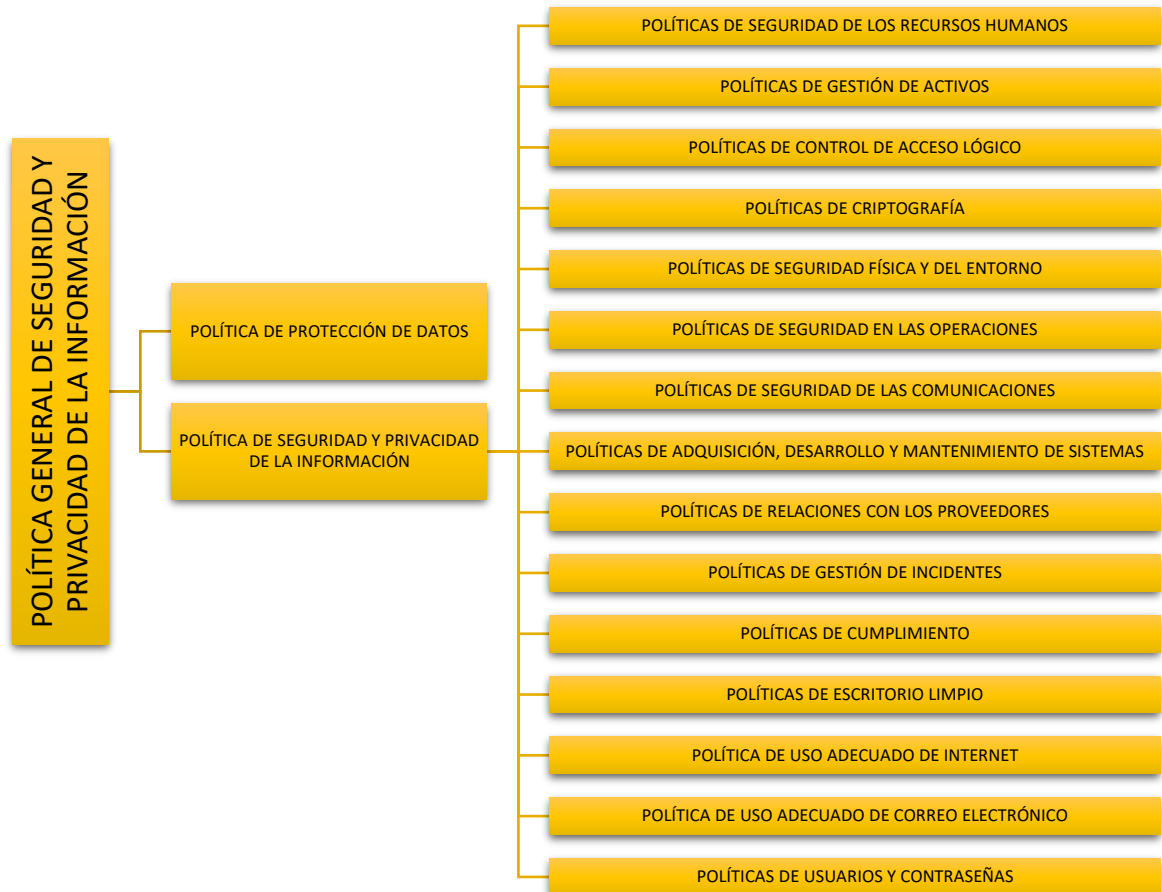 POLÍTICA GENERAL DE SEGURIDAD Y
PRIVACIDAD DE LA INFORMACIÓN
POLÍTICA DE PROTECCIÓN DE DATOS
POLÍTICA DE SEGURIDAD Y PRIVACIDAD
DE LA INFORMACIÓN
POLÍTICAS DE SEGURIDAD DE LOS RECURSOS HUMANOS
POLÍTICAS DE GESTIÓN DE ACTIVOS
POLÍTICAS DE CONTROL DE ACCESO LÓGICO
POLÍTICAS DE CRIPTOGRAFÍA
POLÍTICAS DE SEGURIDAD FÍSICA Y DEL ENTORNO
POLÍTICAS DE SEGURIDAD EN LAS OPERACIONES
POLÍTICAS DE SEGURIDAD DE LAS COMUNICACIONES
POLÍTICAS DE ADQUISICIÓN, DESARROLLO Y MANTENIMIENTO DE SISTEMAS
POLÍTICAS DE RELACIONES CON LOS PROVEEDORES
POLÍTICAS DE GESTIÓN DE INCIDENTES
POLÍTICAS DE CUMPLIMIENTO
POLÍTICAS DE ESCRITORIO LIMPIO
POLÍTICA DE USO ADECUADO DE INTERNET
POLÍTICA DE USO ADECUADO DE CORREO ELECTRÓNICO
POLÍTICAS DE USUARIOS Y CONTRASEÑAS